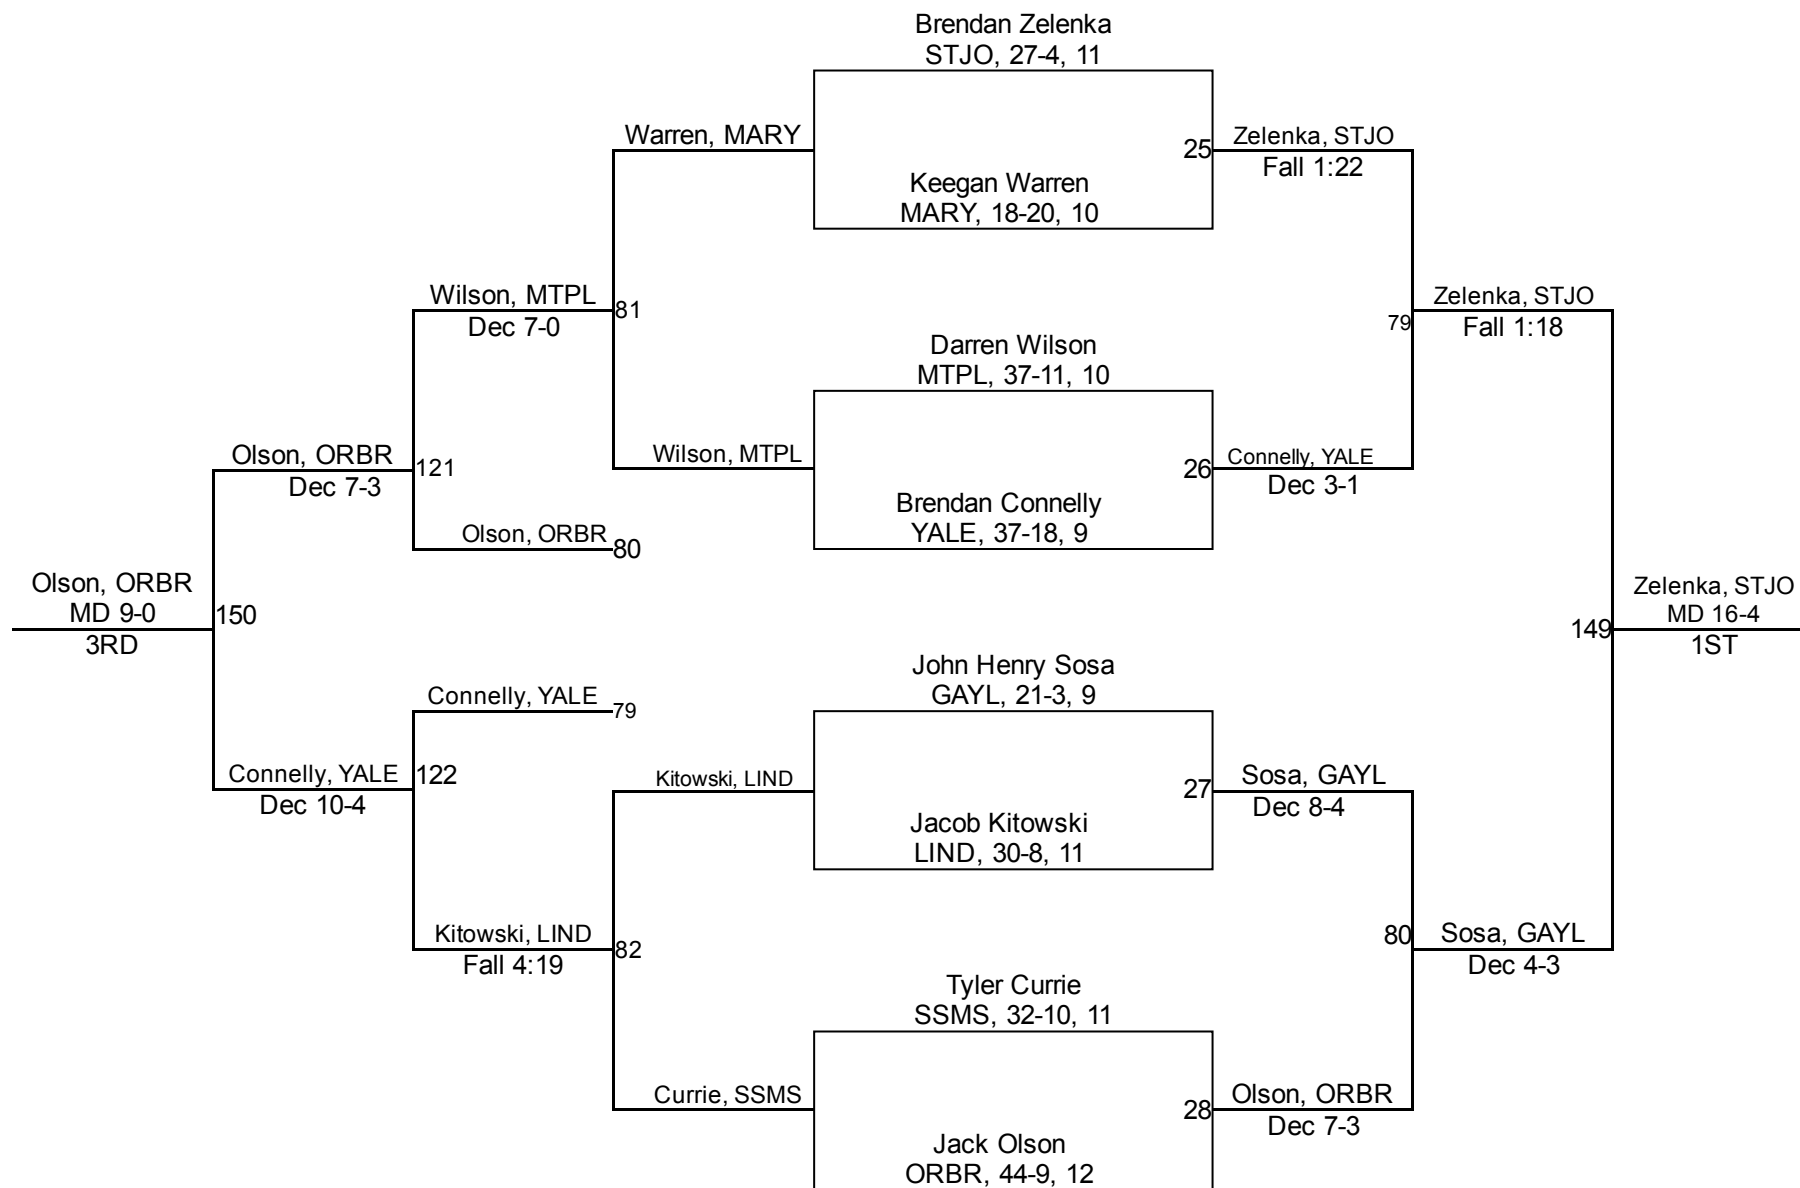 Brendan Zelenka
STJO, 27-4, 11
Warren, MARY
25
Zelenka, STJO
Fall 1:22
Keegan Warren
MARY, 18-20, 10
Wilson, MTPL
Dec 7-0
81
79
Zelenka, STJO
Fall 1:18
Darren Wilson
MTPL, 37-11, 10
Olson, ORBR
Dec 7-3
121
Wilson, MTPL
26
Connelly, YALE
Dec 3-1
Brendan Connelly
YALE, 37-18, 9
Olson, ORBR
80
Olson, ORBR
MD 9-0
3RD
150
149
Zelenka, STJO
MD 16-4
1ST
John Henry Sosa
GAYL, 21-3, 9
Connelly, YALE
79
Connelly, YALE
Dec 10-4
122
Kitowski, LIND
27
Sosa, GAYL
Dec 8-4
Jacob Kitowski
LIND, 30-8, 11
Kitowski, LIND
Fall 4:19
82
80
Sosa, GAYL
Dec 4-3
Tyler Currie
SSMS, 32-10, 11
Currie, SSMS
28
Olson, ORBR
Dec 7-3
Jack Olson
ORBR, 44-9, 12